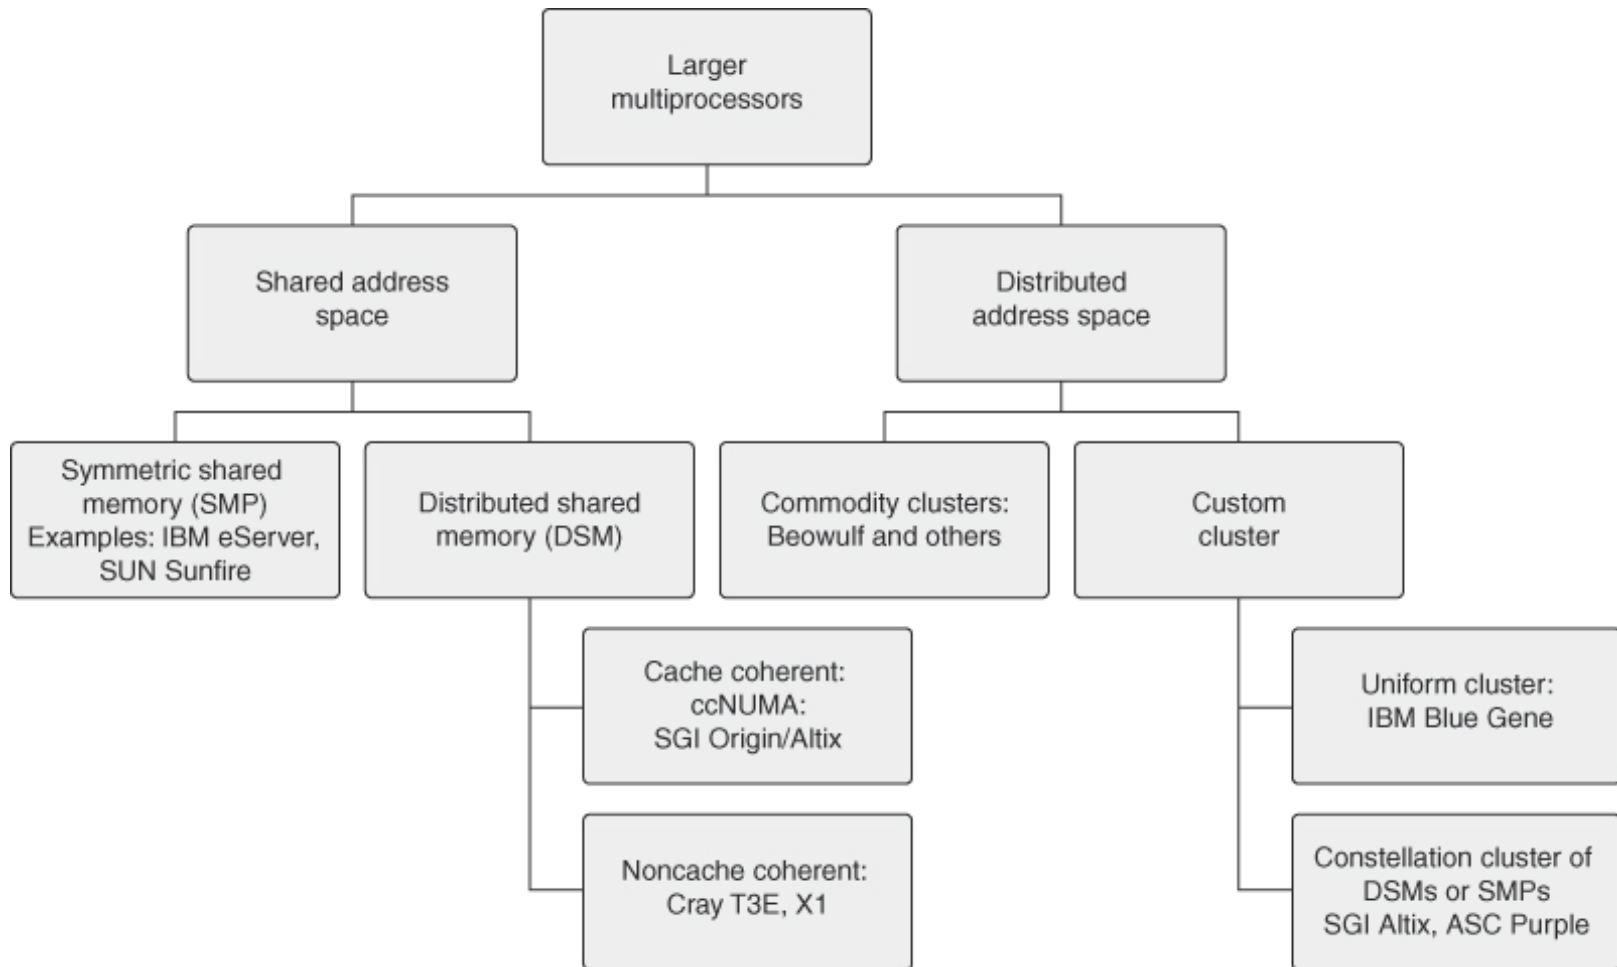 Larger
multiprocessors
Shared address
space
Distributed
address space
Symmetric shared
memory (SMP)
Examples: IBM eServer,
SUN Sunfire
Distributed shared
memory (DSM)
Commodity clusters:
Beowulf and others
Custom
cluster
Cache coherent:
ccNUMA:
SGI Origin/Altix
Noncache coherent:
Cray T3E, X1
Uniform cluster:
IBM Blue Gene
Constellation cluster of
DSMs or SMPs
SGI Altix, ASC Purple